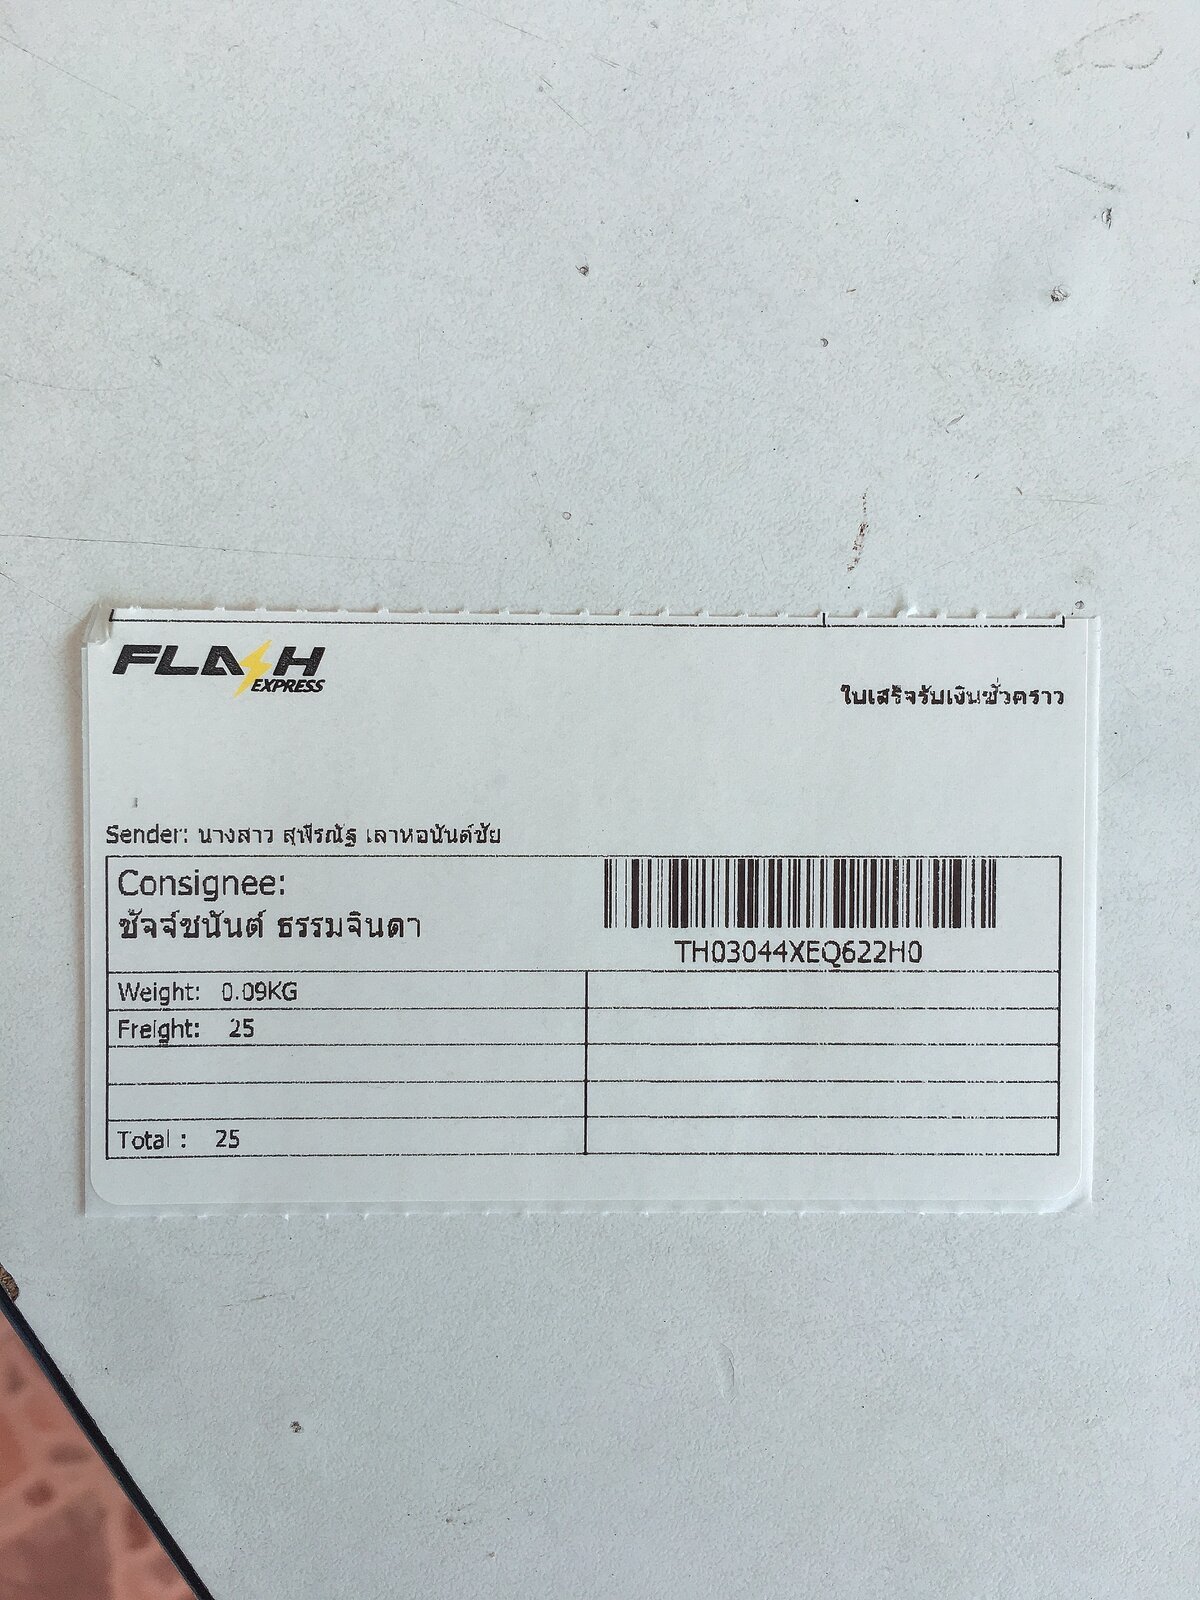 FLASH
EXPRESS
ใบเสร็จรับเงินชั่วคราว
Sender: นางสาว สุพีรณัฐ เลาหอนันต์ชัย
Consignee:
ชัจจ์ชนันต์ ธรรมจินดา
TH03044XEQ622H0
Weight: 0.09KG
Freight: 25
Total : 25